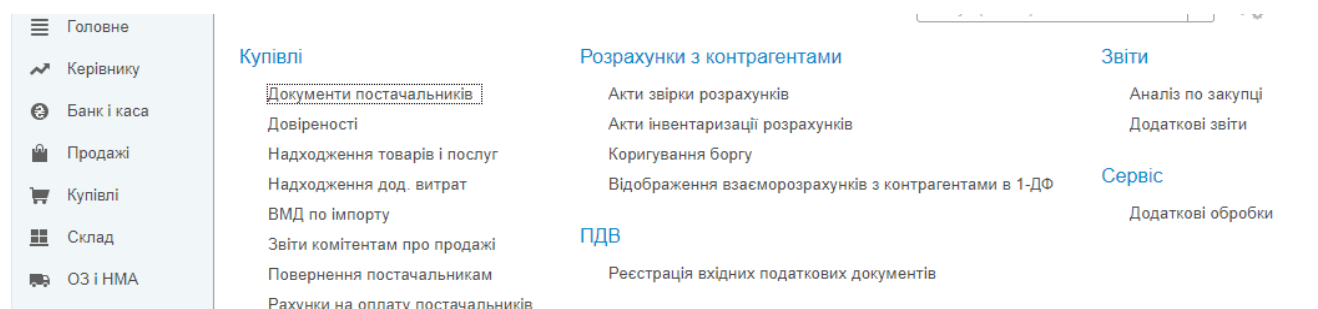 Головне
Керівнику
Банк і каса
Продажі
Купівлі
Склад
ОЗ і НМА
Купівлі
Документи постачальників
Довіреності
Надходження товарів і послуг
Надходження дод. витрат
ВМД по імпорту
Звіти комітентам про продажі
Повернення постачальникам
Рахунки на оплату постачальників
Розрахунки з контрагентами
Акти звірки розрахунків
Акти інвентаризації розрахунків
Коригування боргу
Відображення взаєморозрахунків з контрагентами в 1-ДФ
ПДВ
Реєстрація вхідних податкових документів
Звіти
Аналіз по закупці
Додаткові звіти
Сервіс
Додаткові обробки